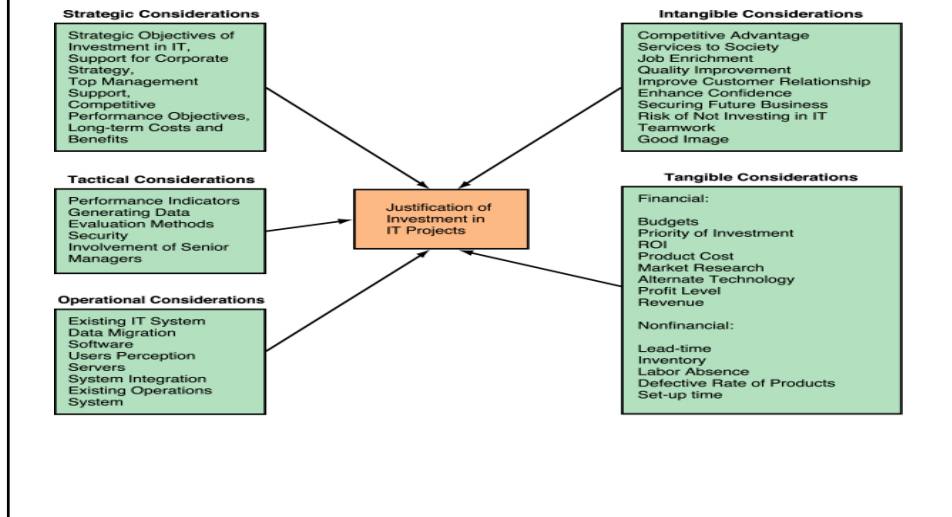 Strategic Considerations
Strategic Objectives of
Investment in IT,
Support for Corporate
Strategy,
Top Management
Support,
Competitive
Performance Objectives,
Long-term Costs and
Benefits
Tactical Considerations
Performance Indicators
Generating Data
Evaluation Methods
Security
Involvement of Senior
Managers
Operational Considerations
Existing IT System
Data Migration
Software
Users Perception
Servers
System Integration
Existing Operations
System
Justification of
Investment in
IT Projects
Intangible Considerations
Competitive Advantage
Services to Society
Job Enrichment
Quality Improvement
Improve Customer Relationship
Enhance Confidence
Securing Future Business
Risk of Not Investing in IT
Teamwork
Good Image
Tangible Considerations
Financial:
Budgets
Priority of Investment
ROI
Product Cost
Market Research
Alternate Technology
Profit Level
Revenue
Nonfinancial:
Lead-time
Inventory
Labor Absence
Defective Rate of Products
Set-up time